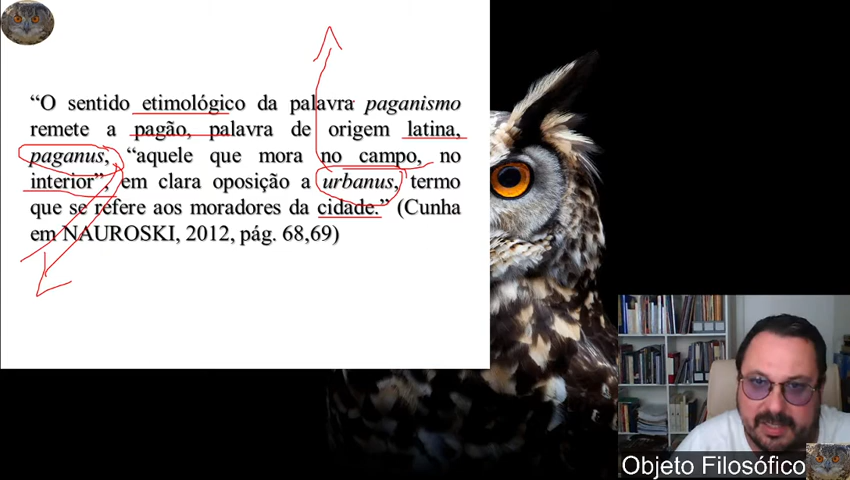 “O sentido etimológico da palavra paganismo
remete a pagão, palavra de origem latina,
paganus, “aquele que mora no campo, no
interior”, em clara oposição a urbanus, termo
que se refere aos moradores da cidade.” (Cunha
em NAUROSKI, 2012, pág. 68,69)
Objeto Filosófico